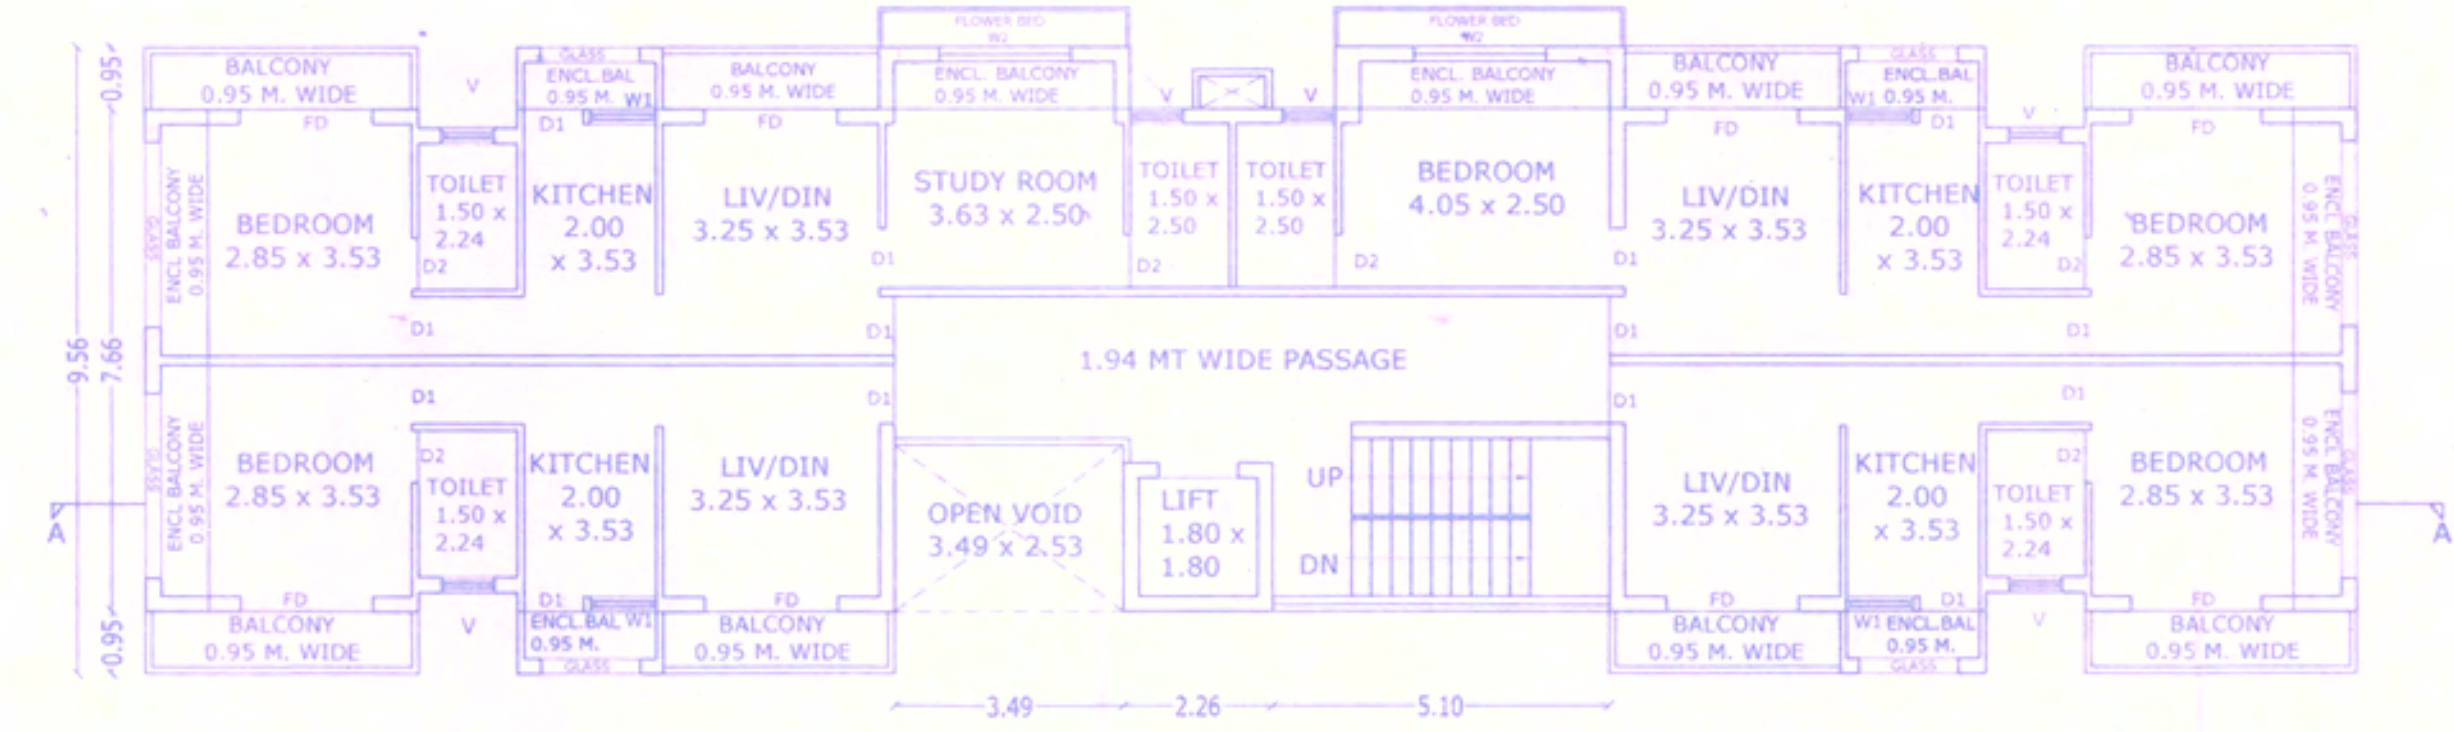 FLOWER BED
W2
FLOWER BED
W2
BALCONY
0.95 M. WIDE
V
GLASS
ENCL.BAL
0.95 M. W1
BALCONY
0.95 M. WIDE
ENCL. BALCONY
0.95 M. WIDE
V
V
ENCL. BALCONY
0.95 M. WIDE
BALCONY
0.95 M. WIDE
GLASS
ENCL.BAL
W1 0.95 M.
V
BALCONY
0.95 M. WIDE
0.95
9.56
7.66
0.95
FD
D1
FD
FD
D1
FD
GLASS
ENCL BALCONY
0.95 M. WIDE
BEDROOM
2.85 x 3.53
TOILET
1.50 x
2.24
D2
KITCHEN
2.00
x 3.53
LIV/DIN
3.25 x 3.53
D1
STUDY ROOM
3.63 x 2.50
TOILET
1.50 x
2.50
D2
TOILET
1.50 x
2.50
BEDROOM
4.05 x 2.50
D2
D1
LIV/DIN
3.25 x 3.53
KITCHEN
2.00
x 3.53
TOILET
1.50 x
2.24
D2
BEDROOM
2.85 x 3.53
ENCL BALCONY
0.95 M. WIDE
GLASS
D1
D1
D1
D1
1.94 MT WIDE PASSAGE
D1
D1
D1
D1
GLASS
ENCL BALCONY
0.95 M. WIDE
BEDROOM
2.85 x 3.53
D2
TOILET
1.50 x
2.24
KITCHEN
2.00
x 3.53
LIV/DIN
3.25 x 3.53
OPEN VOID
3.49 x 2.53
LIFT
1.80 x
1.80
UP
DN
LIV/DIN
3.25 x 3.53
KITCHEN
2.00
x 3.53
D2
TOILET
1.50 x
2.24
BEDROOM
2.85 x 3.53
ENCL BALCONY
0.95 M. WIDE
GLASS
A
A
FD
D1
FD
FD
D1
FD
BALCONY
0.95 M. WIDE
V
ENCL.BAL W1
0.95 M.
GLASS
BALCONY
0.95 M. WIDE
BALCONY
0.95 M. WIDE
W1 ENCL.BAL
0.95 M.
GLASS
V
BALCONY
0.95 M. WIDE
3.49
2.26
5.10